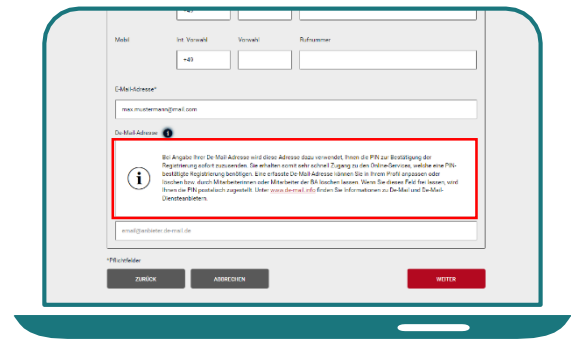 +49
Mobil Int. Vorwahl Vorwahl Rufnummer
+49
E-Mail-Adresse*
max.mustermann@mail.com
De-Mail-Adresse i
Bei Angabe Ihrer De-Mail-Adresse wird diese Adresse dazu verwendet, Ihnen die PIN zur Bestätigung der
Registrierung sofort zuzusenden. Sie erhalten somit sehr schnell Zugang zu den Online-Services, welche eine PIN-
bestätigte Registrierung benötigen. Eine erfasste De-Mail-Adresse können Sie in Ihrem Profil anpassen oder
löschen bzw. durch Mitarbeiterinnen oder Mitarbeiter der BA löschen lassen. Wenn Sie dieses Feld frei lassen, wird
Ihnen die PIN postalisch zugestellt. Unter www.de-mail.info finden Sie Informationen zu De-Mail und De-Mail-
Diensteanbietern.
email@anbieter.de-mail.de
*Pflichtfelder
ZURÜCK ABBRECHEN WEITER